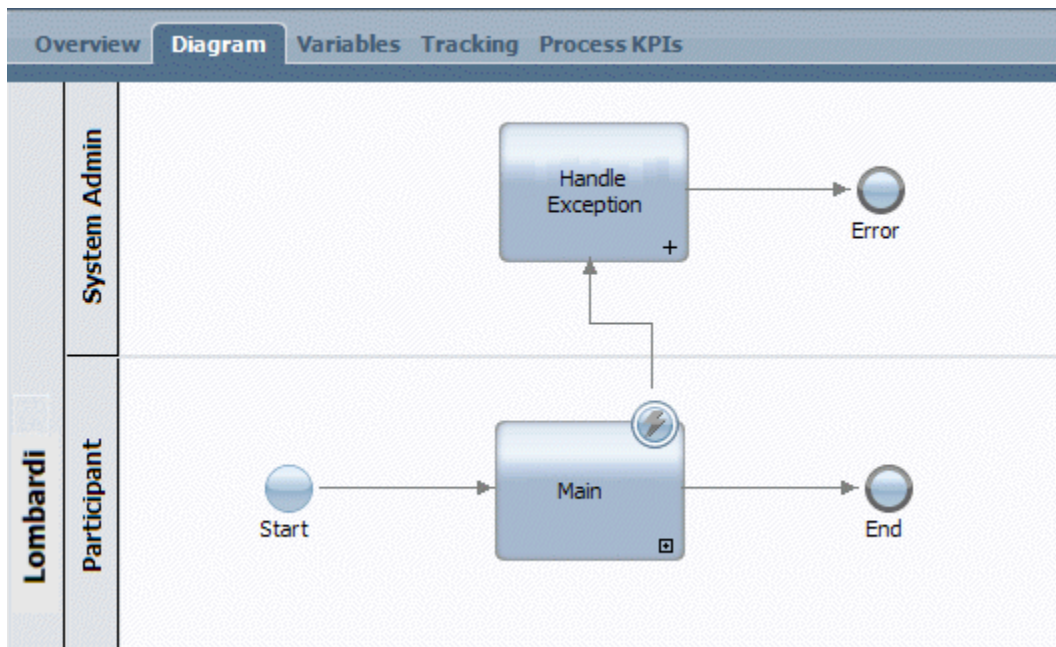 Overview Diagram Variables Tracking Process KPIs
Lombardi
System Admin
Handle
Exception
Error
Participant
Start
Main
End